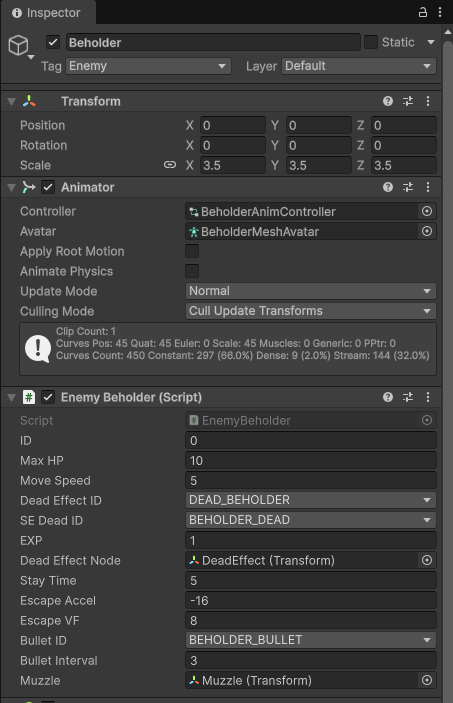 Inspector
Beholder
Static
Tag Enemy Layer Default
Transform
Position X 0 Y 0 Z 0
Rotation X 0 Y 0 Z 0
Scale X 3.5 Y 3.5 Z 3.5
Animator
Controller BeholderAnimController
Avatar BeholderMeshAvatar
Apply Root Motion
Animate Physics
Update Mode Normal
Culling Mode Cull Update Transforms
Clip Count: 1
Curves Pos: 45 Quat: 45 Euler: 0 Scale: 45 Muscles: 0 Generic: 0 PPtr: 0
Curves Count: 450 Constant: 297 (66.0%) Dense: 9 (2.0%) Stream: 144 (32.0%)
# Enemy Beholder (Script)
Script # EnemyBeholder
ID 0
Max HP 10
Move Speed 5
Dead Effect ID DEAD_BEHOLDER
SE Dead ID BEHOLDER_DEAD
EXP 1
Dead Effect Node DeadEffect (Transform)
Stay Time 5
Escape Accel -16
Escape VF 8
Bullet ID BEHOLDER_BULLET
Bullet Interval 3
Muzzle Muzzle (Transform)